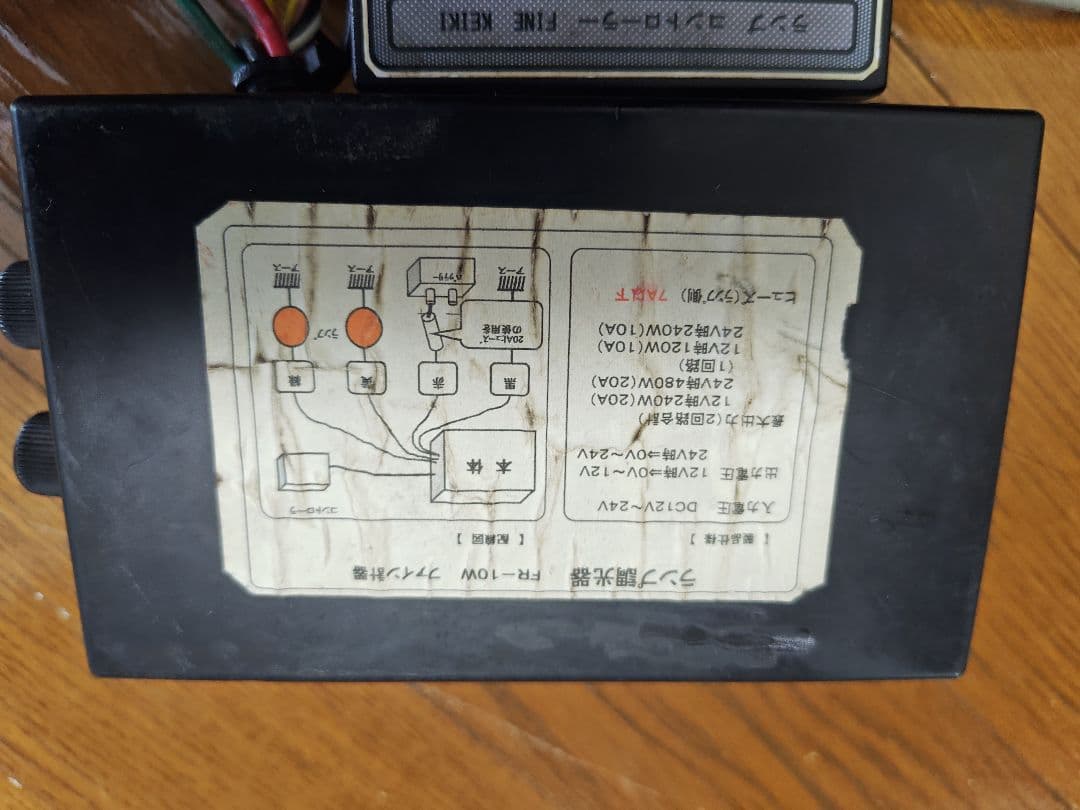 ランプ調光器 FR-10W ファイン計器
【 製品仕様 】
入力電圧 DC12V~24V
出力電圧 12V時⇒0V~12V
24V時⇒0V~24V
最大出力(2回路合計)
12V時240W(20A)
24V時480W(20A)
(1回路)
12V時120W(10A)
24V時240W(10A)
ヒューズ(ランプ側) 7A以下
【 配線図 】
コントローラ
本体
黒
赤
黄
緑
20Aヒューズ
の使用を
ランプ
アース
バッテリー
アース
アース
ランプ コントローラー FINE KEIKI